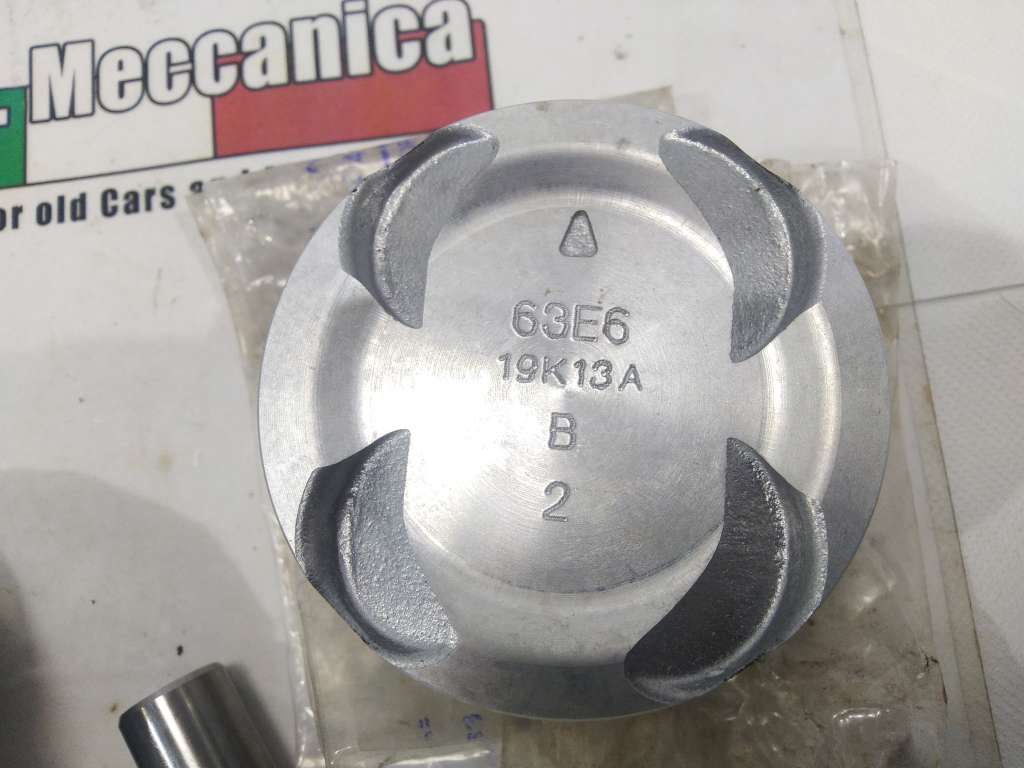 Meccanica
or old Cars
63E6
19K13A
B
2